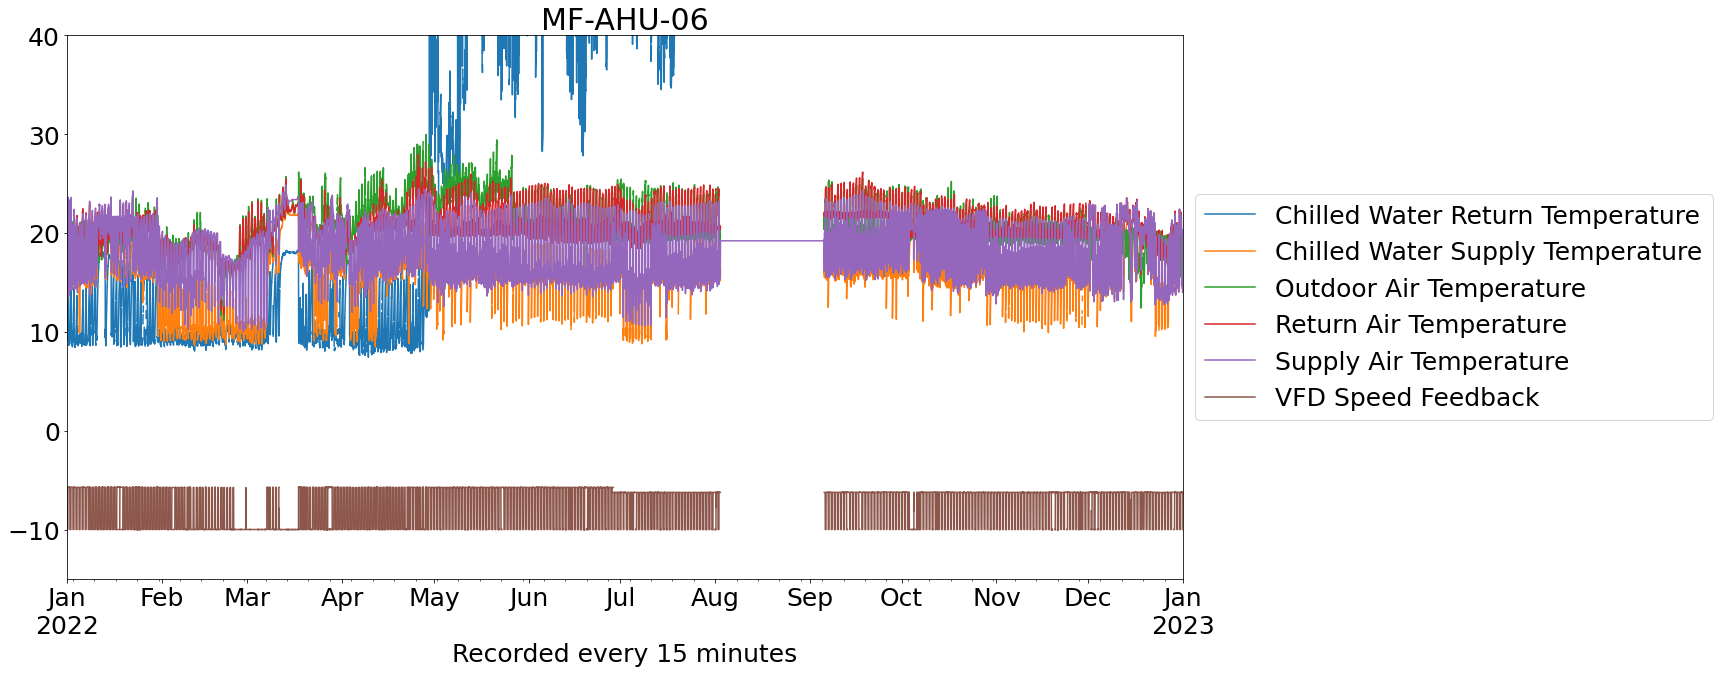 MF-AHU-06
40
30
20
10
0
−10
Jan Feb Mar Apr May Jun Jul Aug Sep Oct Nov Dec Jan
2022 2023
Recorded every 15 minutes
Chilled Water Return Temperature
Chilled Water Supply Temperature
Outdoor Air Temperature
Return Air Temperature
Supply Air Temperature
VFD Speed Feedback